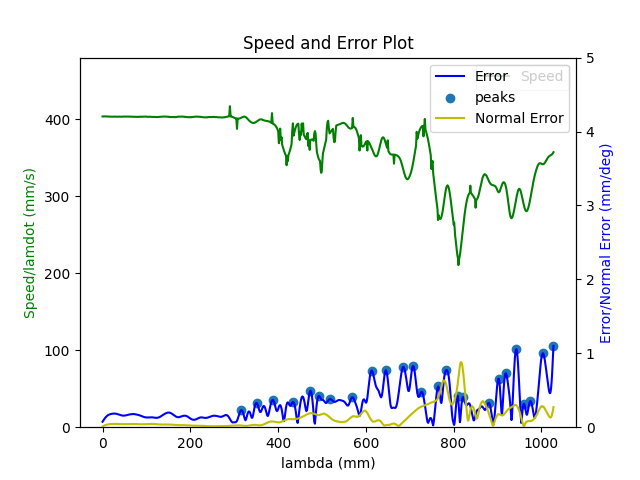 Speed and Error Plot
Speed
Error
peaks
Normal Error
Speed/lamdot (mm/s)
400
300
200
100
0
5
4
3
2
1
0
Error/Normal Error (mm/deg)
0
200
400
600
800
1000
lambda (mm)